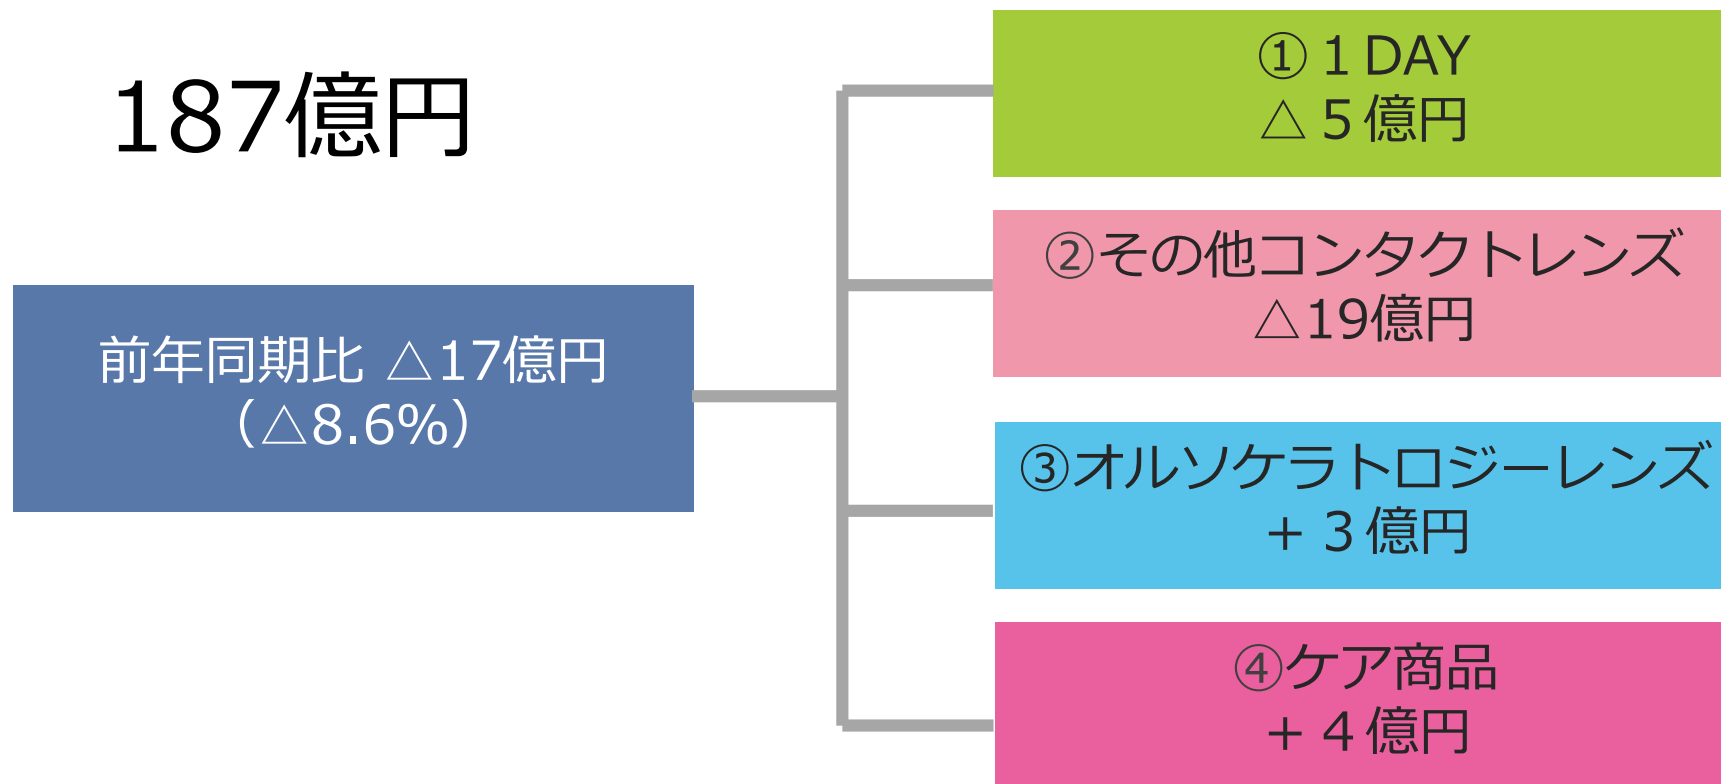 187億円
前年同期比 △17億円
（△8.6%）
①１DAY
△５億円
②その他コンタクトレンズ
△19億円
③オルソケラトロジーレンズ
＋３億円
④ケア商品
＋４億円